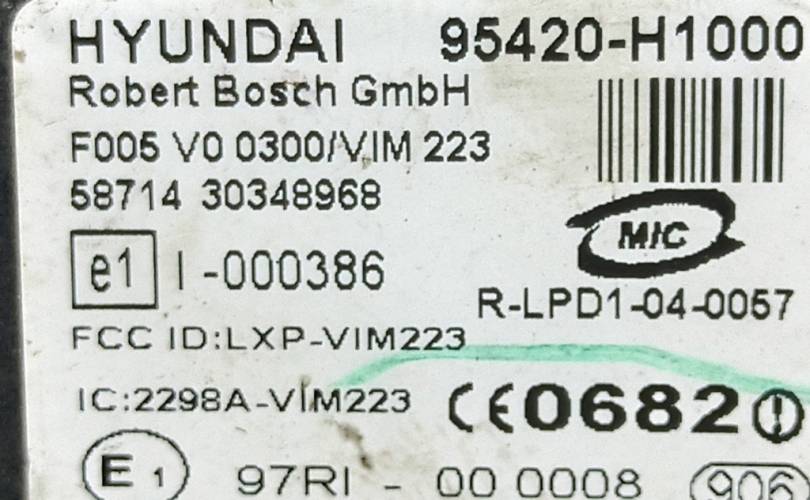 HYUNDAI 95420-H1000
Robert Bosch GmbH
F005 V0 0300/VIM 223
58714 30348968
MIC
e1 I -000386
R-LPD1-04-0057
FCC ID:LXP-VIM223
IC:2298A-VIM223 CE0682
E1 97RI - 00 0008 906